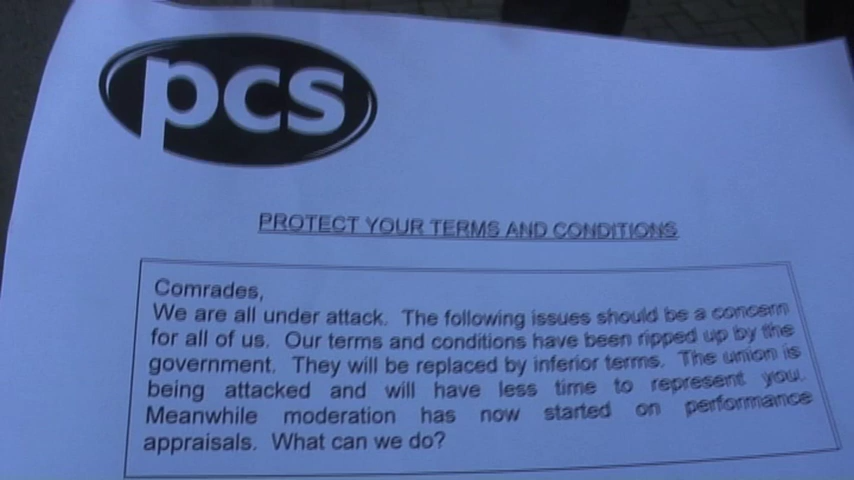 pcs
PROTECT YOUR TERMS AND CONDITIONS
Comrades,
We are all under attack. The following issues should be a concern
for all of us. Our terms and conditions have been ripped up by the
government. They will be replaced by inferior terms. The union is
being attacked and will have less time to represent you.
Meanwhile moderation has now started on performance
appraisals. What can we do?